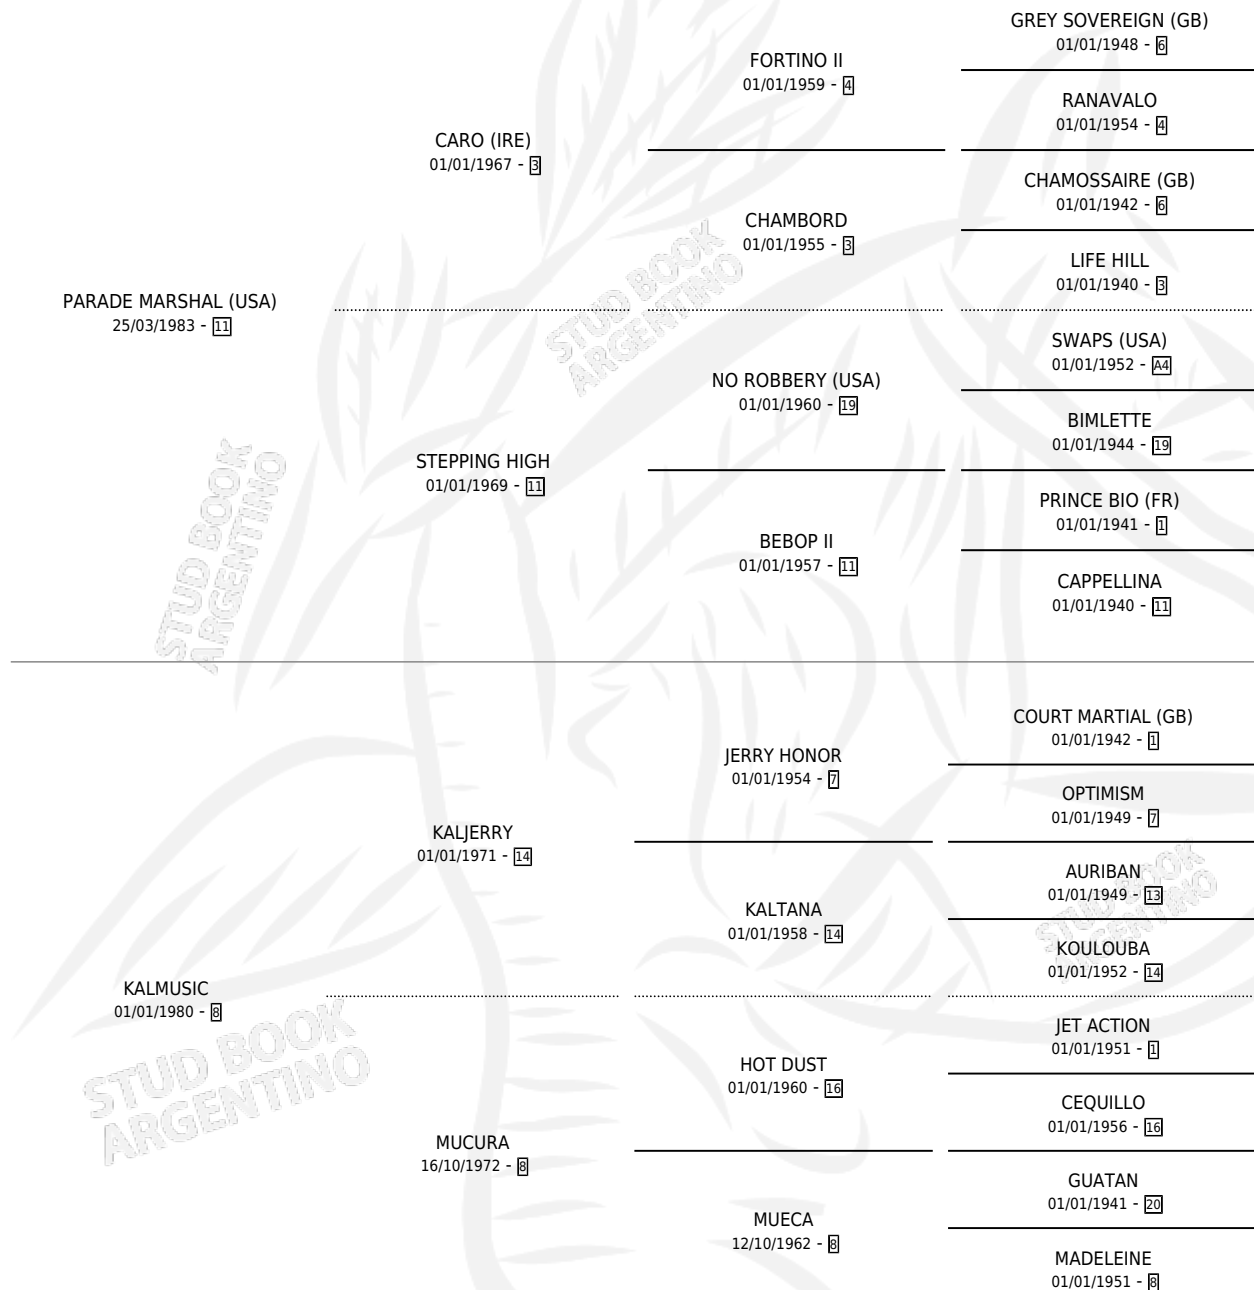 GREY SOVEREIGN (GB)
01/01/1948 - 6
FORTINO II
01/01/1959 - 4
RANAVALO
01/01/1954 - 4
CARO (IRE)
01/01/1967 - 3
CHAMOSSAIRE (GB)
01/01/1942 - 6
CHAMBORD
01/01/1955 - 3
LIFE HILL
01/01/1940 - 3
PARADE MARSHAL (USA)
25/03/1983 - 11
SWAPS (USA)
01/01/1952 - A4
NO ROBBERY (USA)
01/01/1960 - 19
BIMLETTE
01/01/1944 - 19
STEPPING HIGH
01/01/1969 - 11
PRINCE BIO (FR)
01/01/1941 - 1
BEBOP II
01/01/1957 - 11
CAPPELLINA
01/01/1940 - 11
COURT MARTIAL (GB)
01/01/1942 - 1
JERRY HONOR
01/01/1954 - 7
OPTIMISM
01/01/1949 - 7
KALJERRY
01/01/1971 - 14
AURIBAN
01/01/1949 - 13
KALTANA
01/01/1958 - 14
KOULOUBA
01/01/1952 - 14
KALMUSIC
01/01/1980 - 8
JET ACTION
01/01/1951 - 1
HOT DUST
01/01/1960 - 16
CEQUILLO
01/01/1956 - 16
MUCURA
16/10/1972 - 8
GUATAN
01/01/1941 - 20
MUECA
12/10/1962 - 8
MADELEINE
01/01/1951 - 8
STUD BOOK
ARGENTINO
STUD BOOK
ARGENTINO
STUD BOOK
ARGENTINO
STUD BOOK
ARGENTINO